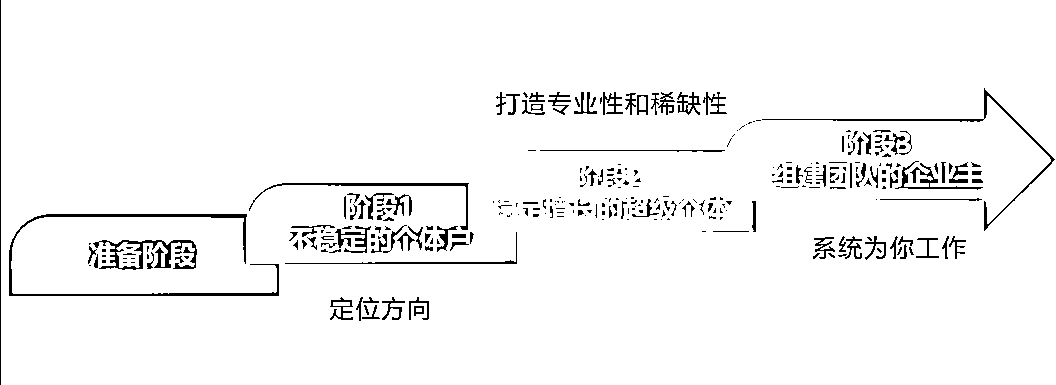 打造专业性和稀缺性
阶段3
组建团队的企业主
阶段2
稳定增长的超级个体
阶段1
不稳定的个体户
准备阶段
系统为你工作
定位方向